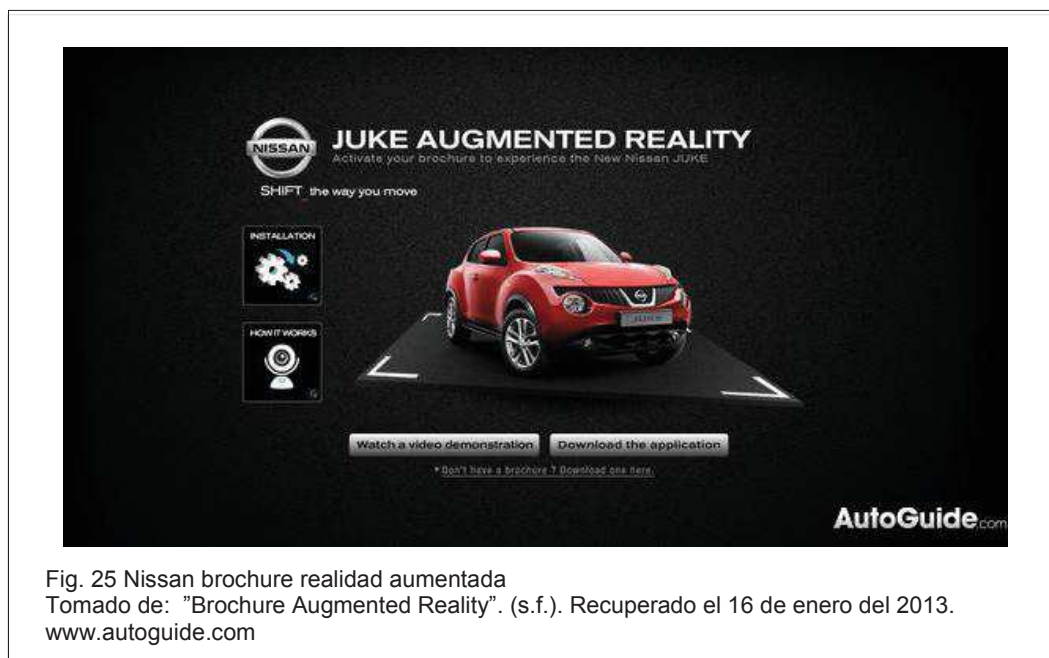 NISSAN
JUKE AUGMENTED REALITY
Activate your brochure to experience the New Nissan JUKE
SHIFT_the way you move
INSTALLATION
HOW IT WORKS
JUKE
Watch a video demonstration
Download the application
* Don't have a brochure ? Download one here.
AutoGuide.com
Fig. 25 Nissan brochure realidad aumentada
Tomado de:  ”Brochure Augmented Reality”. (s.f.). Recuperado el 16 de enero del 2013.
www.autoguide.com